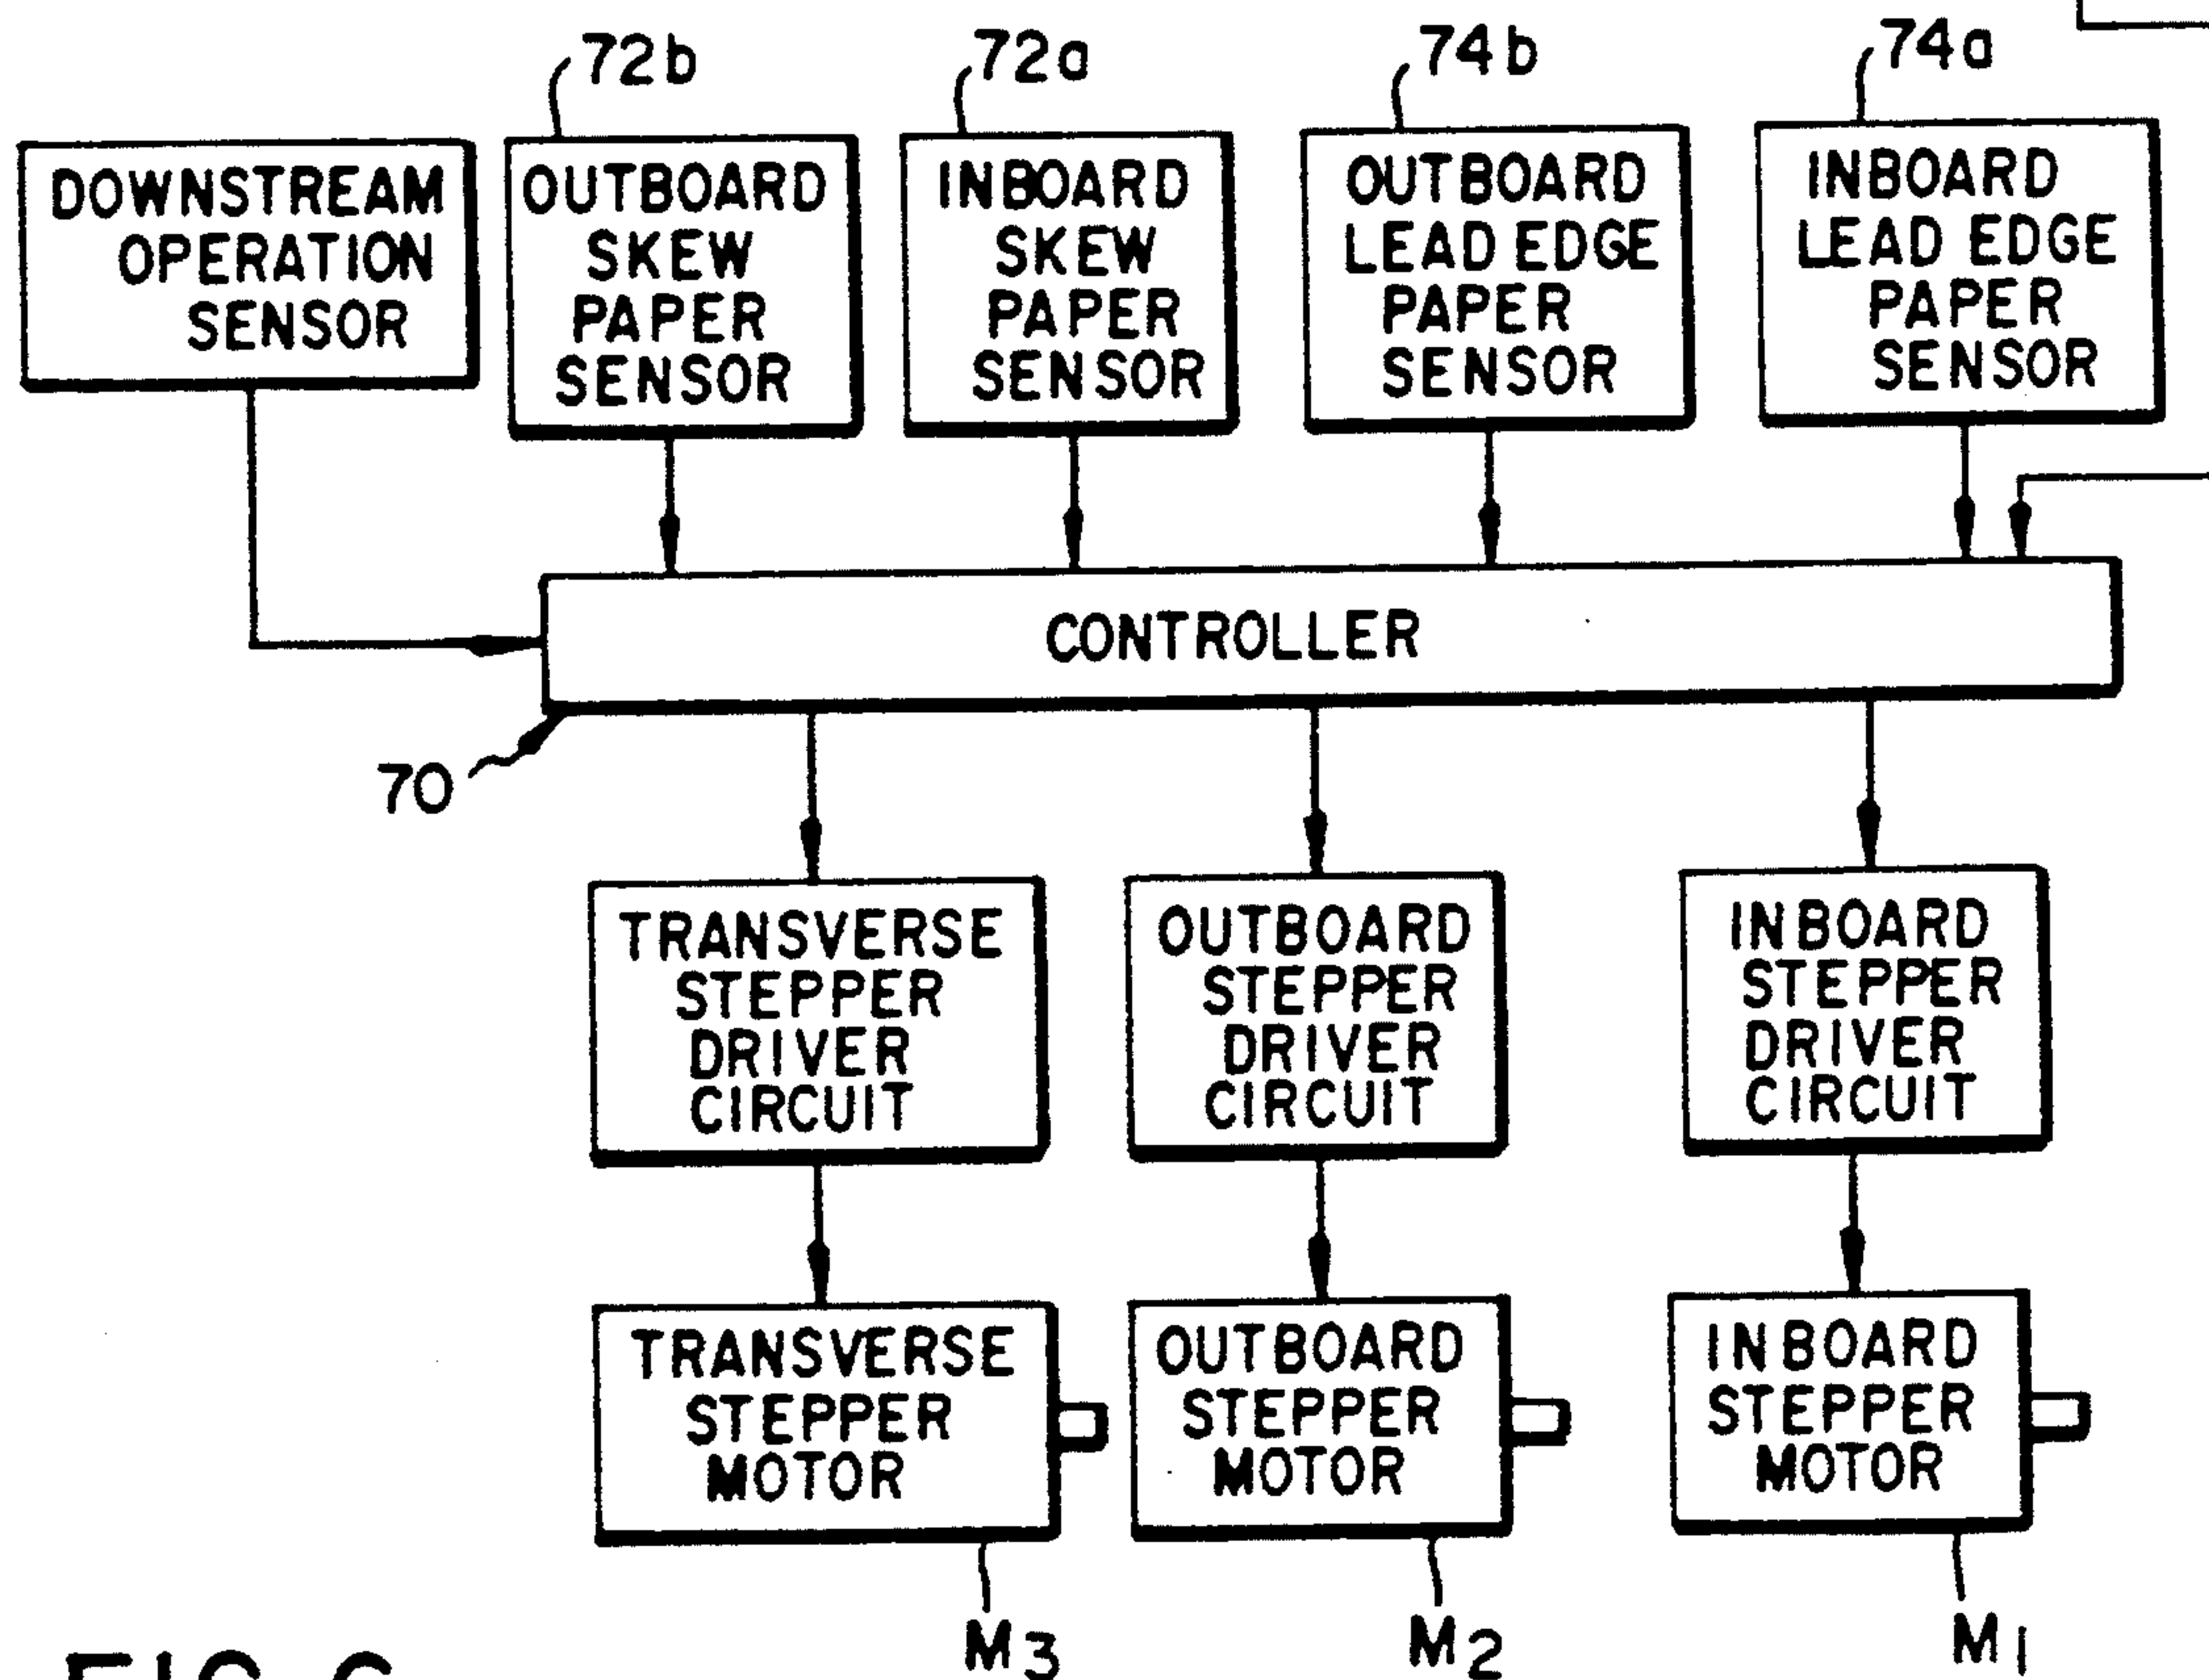 72b
72a
74b
74a
DOWNSTREAM
OPERATION
SENSOR
OUTBOARD
SKEW
PAPER
SENSOR
INBOARD
SKEW
PAPER
SENSOR
OUTBOARD
LEAD EDGE
PAPER
SENSOR
INBOARD
LEAD EDGE
PAPER
SENSOR
CONTROLLER
70
TRANSVERSE
STEPPER
DRIVER
CIRCUIT
OUTBOARD
STEPPER
DRIVER
CIRCUIT
INBOARD
STEPPER
DRIVER
CIRCUIT
TRANSVERSE
STEPPER
MOTOR
OUTBOARD
STEPPER
MOTOR
INBOARD
STEPPER
MOTOR
M3
M2
M1